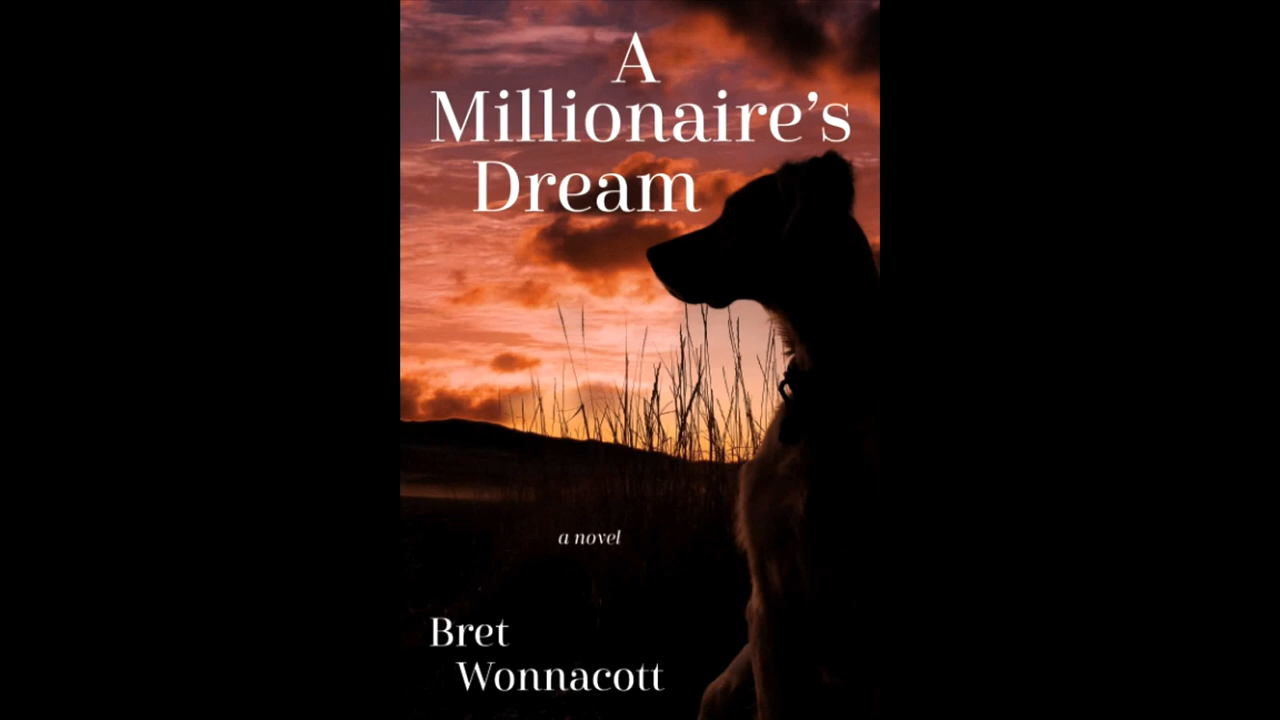 A
Millionaire’s
Dream
a novel
Bret
Wonnacott